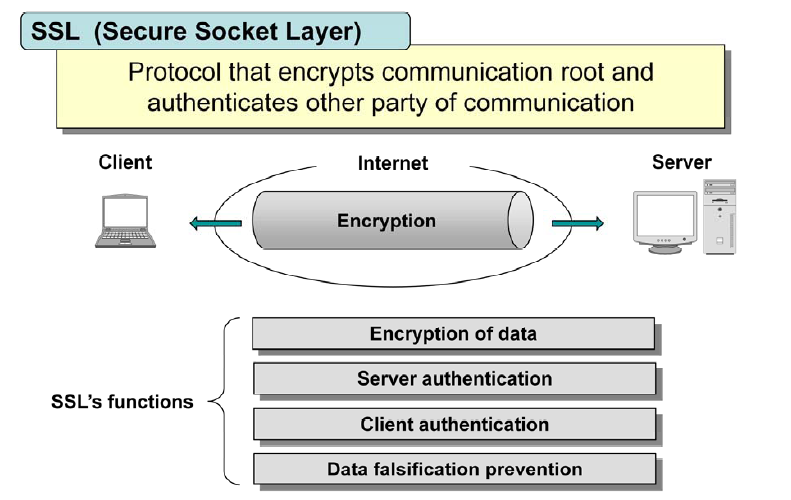 SSL (Secure Socket Layer)
Protocol that encrypts communication root and
authenticates other party of communication
Client
Internet
Server
Encryption
SSL's functions
Encryption of data
Server authentication
Client authentication
Data falsification prevention